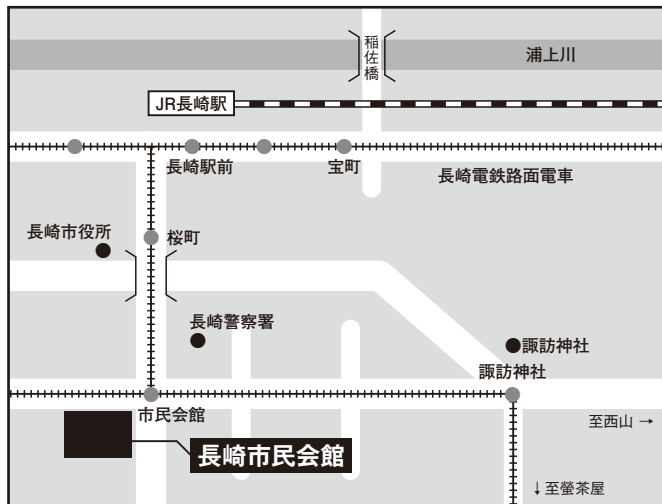 稲佐橋
浦上川
JR長崎駅
長崎駅前
宝町
長崎電鉄路面電車
長崎市役所
桜町
長崎警察署
諏訪神社
諏訪神社
市民会館
至西山 →
長崎市民会館
↓至螢茶屋